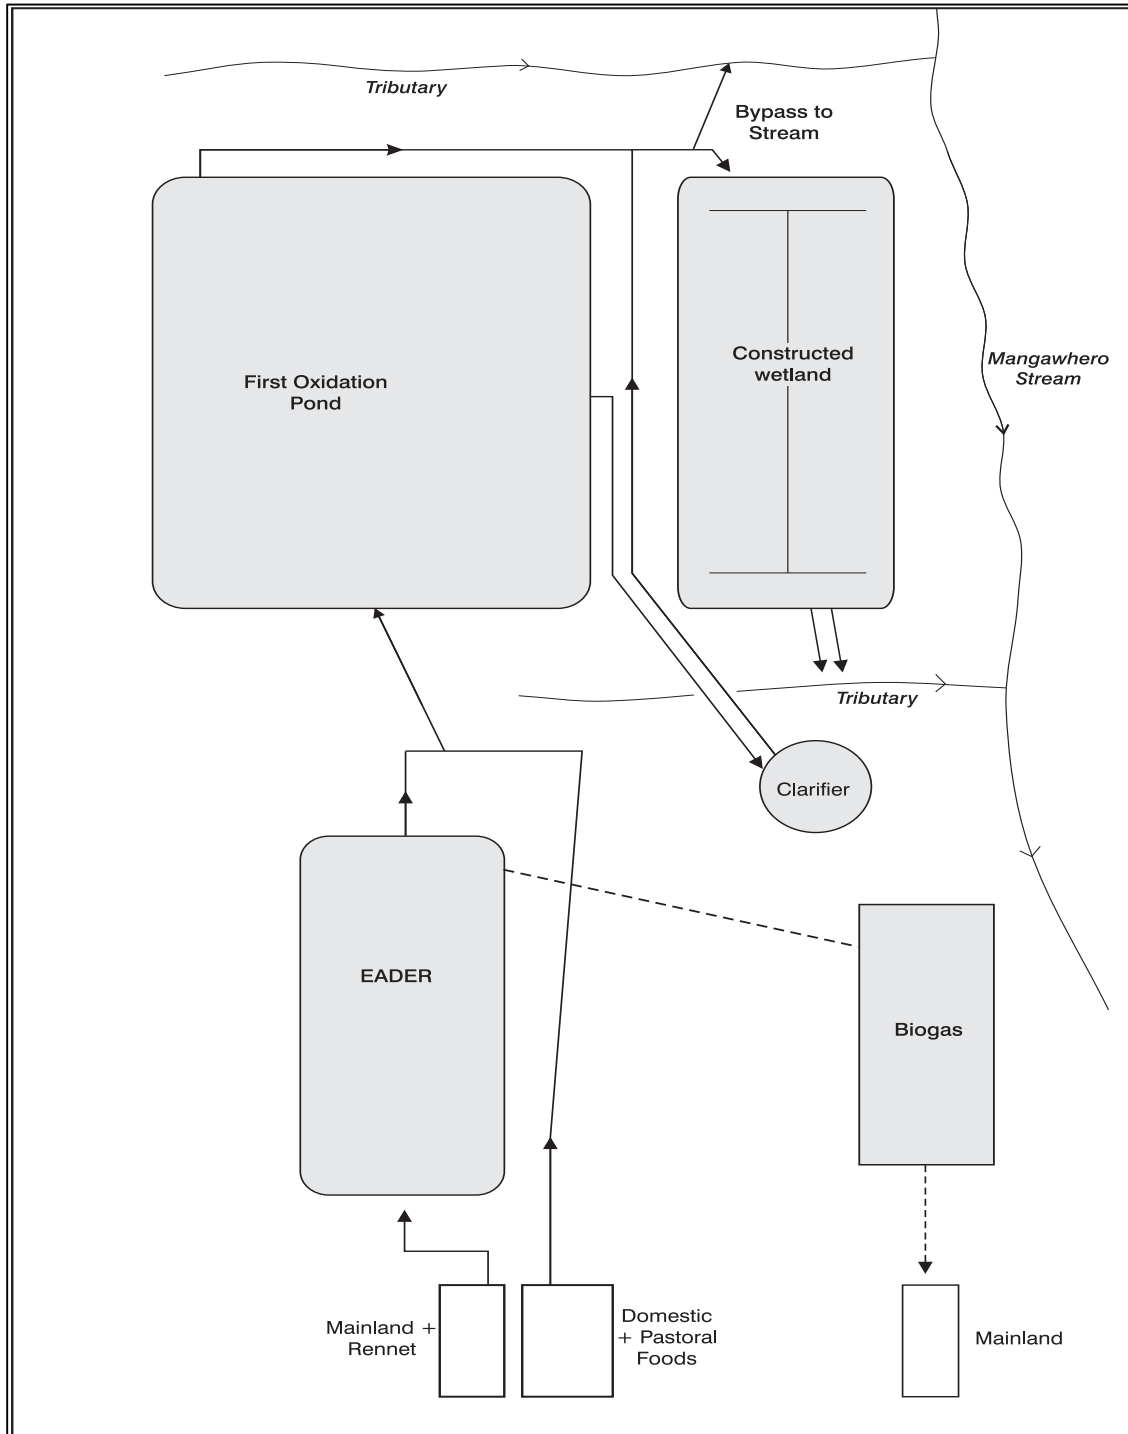 Tributary
Bypass to
Stream
First Oxidation
Pond
Constructed
wetland
Mangawhero
Stream
Tributary
Clarifier
EADER
Biogas
Mainland +
Rennet
Domestic
+ Pastoral
Foods
Mainland